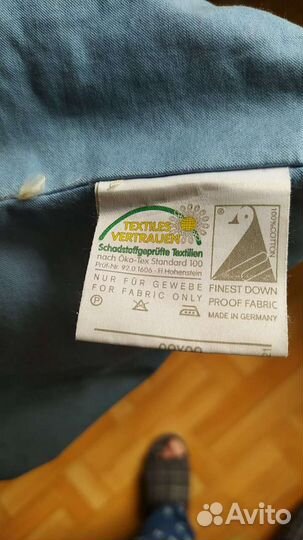 TEXTILES
VERTRAUEN
Schadstoffgeprüfte Textilien
nach Öko-Tex Standard 100
Prüf-Nr. 92.0.1606 · FI Hohenstein
NUR FÜR GEWEBE
FOR FABRIC ONLY
P
100%COTTON
FINEST DOWN
PROOF FABRIC
MADE IN GERMANY
Avito